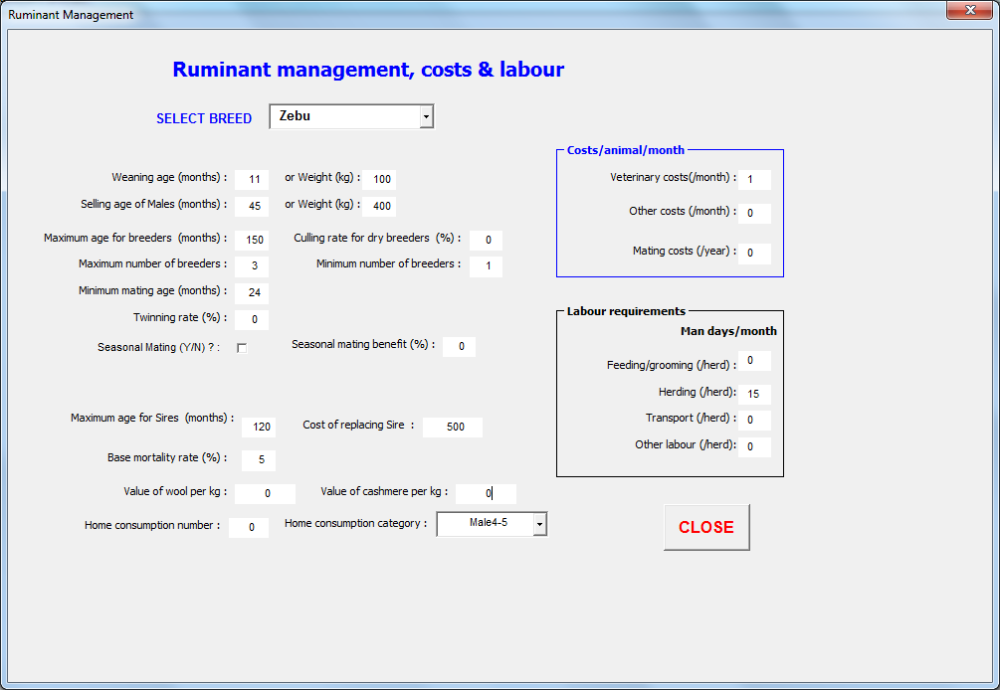 Ruminant Management
Ruminant management, costs & labour
SELECT BREED Zebu
Weaning age (months) : 11 or Weight (kg) : 100
Selling age of Males (months) : 45 or Weight (kg) : 400
Maximum age for breeders (months) : 150 Culling rate for dry breeders (%) : 0
Maximum number of breeders : 3 Minimum number of breeders : 1
Minimum mating age (months) : 24
Twinning rate (%) : 0
Seasonal Mating (Y/N) ? : Seasonal mating benefit (%) : 0
Maximum age for Sires (months) : 120 Cost of replacing Sire : 500
Base mortality rate (%) : 5
Value of wool per kg : 0 Value of cashmere per kg : 0
Home consumption number : 0 Home consumption category : Male4-5
Costs/animal/month
Veterinary costs(/month) : 1
Other costs (/month) : 0
Mating costs (/year) : 0
Labour requirements
Man days/month
Feeding/grooming (/herd) : 0
Herding (/herd): 15
Transport (/herd) : 0
Other labour (/herd): 0
CLOSE